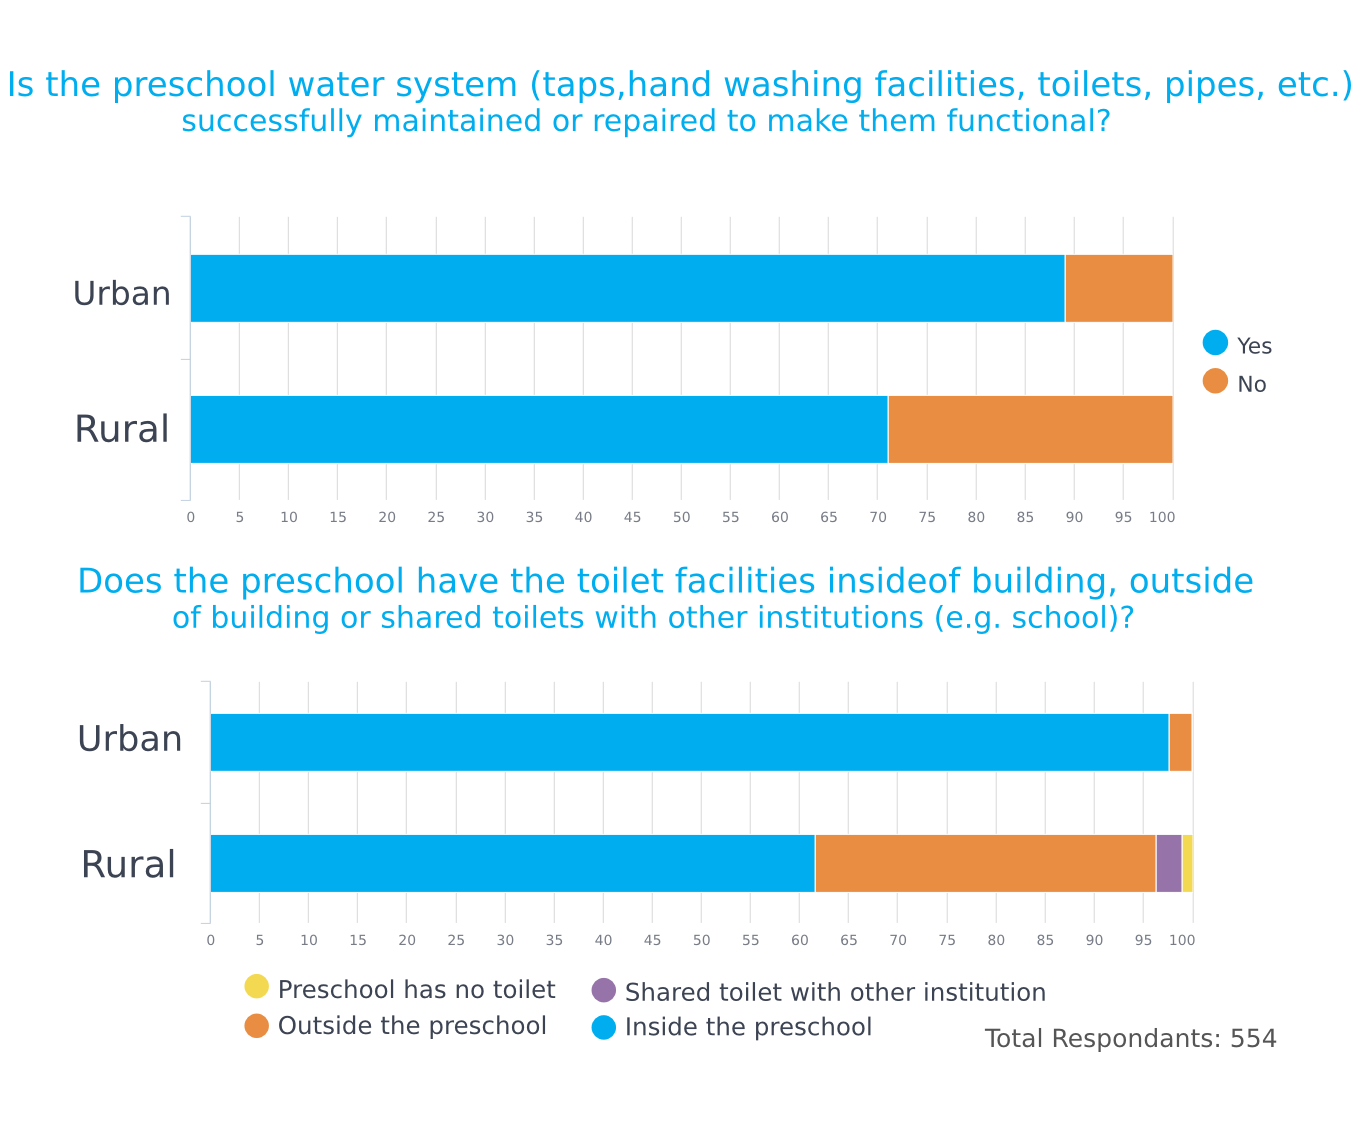 Is the preschool water system (taps,hand washing facilities, toilets, pipes, etc.)
successfully maintained or repaired to make them functional?
Urban
Yes
No
Rural
0 5 10 15 20 25 30 35 40 45 50 55 60 65 70 75 80 85 90 95 100
Does the preschool have the toilet facilities insideof building, outside
of building or shared toilets with other institutions (e.g. school)?
Urban
Rural
0 5 10 15 20 25 30 35 40 45 50 55 60 65 70 75 80 85 90 95 100
Preschool has no toilet
Shared toilet with other institution
Outside the preschool
Inside the preschool
Total Respondants: 554